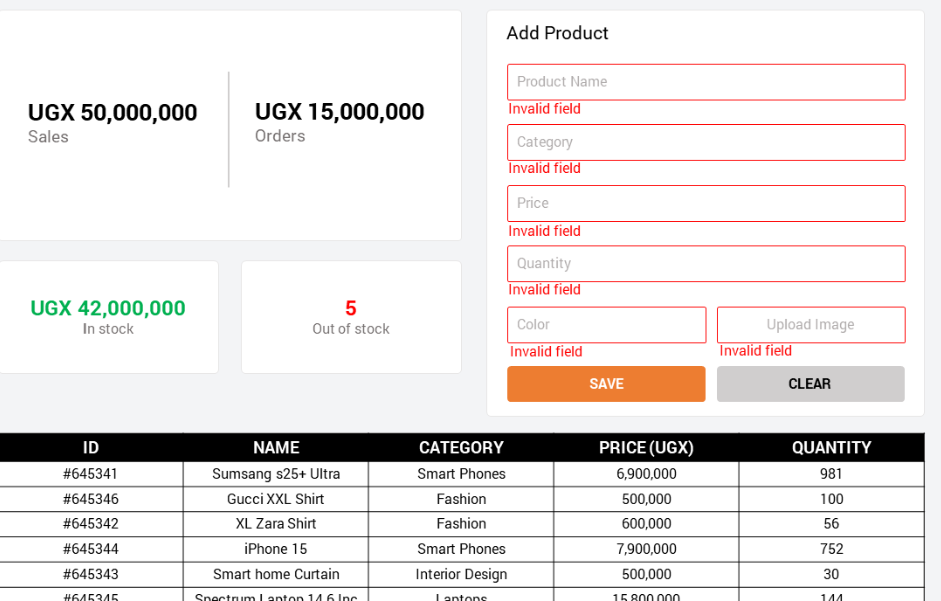 UGX 50,000,000
Sales
UGX 15,000,000
Orders
UGX 42,000,000
In stock
5
Out of stock
Add Product
Product Name
Invalid field
Category
Invalid field
Price
Invalid field
Quantity
Invalid field
Color Upload Image
Invalid field Invalid field
SAVE CLEAR
ID NAME CATEGORY PRICE (UGX) QUANTITY
#645341 Sumsang s25+ Ultra Smart Phones 6,900,000 981
#645346 Gucci XXL Shirt Fashion 500,000 100
#645342 XL Zara Shirt Fashion 600,000 56
#645344 iPhone 15 Smart Phones 7,900,000 752
#645343 Smart home Curtain Interior Design 500,000 30
#645345 Spectrum Laptop 14.6 Inc Laptops 15,800,000 144